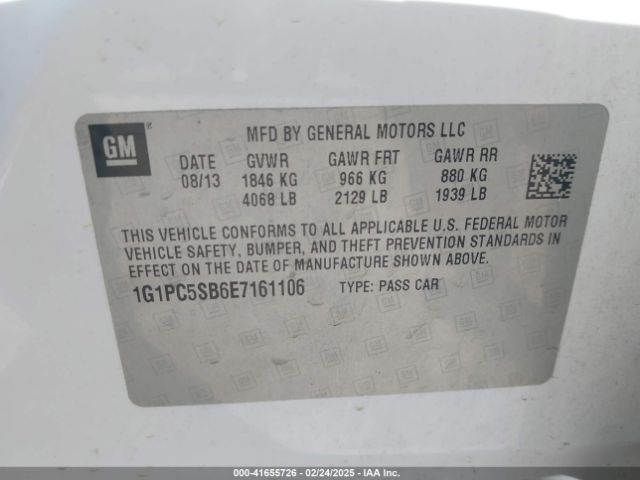 GM
®
MFD BY GENERAL MOTORS LLC
DATE GVWR GAWR FRT GAWR RR
08/13 1846 KG 966 KG 880 KG
4068 LB 2129 LB 1939 LB
THIS VEHICLE CONFORMS TO ALL APPLICABLE U.S. FEDERAL MOTOR
VEHICLE SAFETY, BUMPER, AND THEFT PREVENTION STANDARDS IN
EFFECT ON THE DATE OF MANUFACTURE SHOWN ABOVE.
1G1PC5SB6E7161106 TYPE: PASS CAR
000-41655726 - 02/24/2025 - IAA Inc.